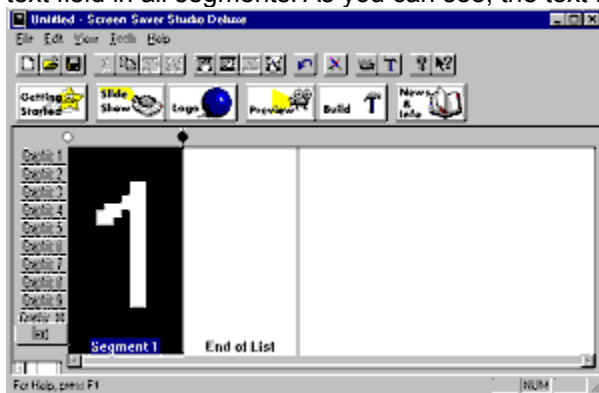 text field in all segments. As you can see, the text
Untitled - Screen Saver Studio Deluxe
File Edit View Tools Help
Getting Started
Slide Show
Logo
Preview
Build
News & Info
Graphic 1
Graphic 2
Graphic 3
Graphic 4
Graphic 5
Graphic 6
Graphic 7
Graphic 8
Graphic 9
Graphic 10
Text
1
Segment 1
End of List
For Help, press F1
NUM